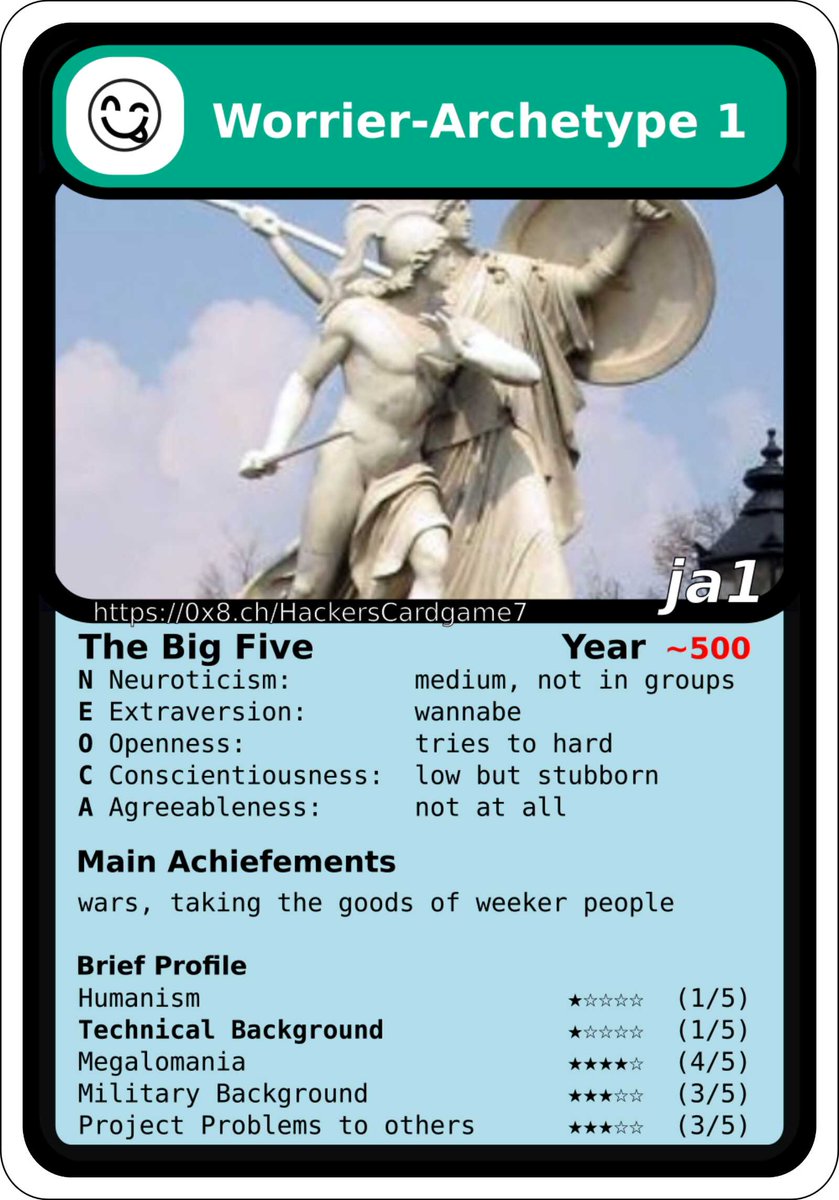 Worrier-Archetype 1
ja1
https://0x8.ch/HackersCardgame7
The Big Five Year ~500
N Neuroticism: medium, not in groups
E Extraversion: wannabe
O Openness: tries to hard
C Conscientiousness: low but stubborn
A Agreeableness: not at all
Main Achiefements
wars, taking the goods of weeker people
Brief Profile
Humanism ★☆☆☆☆ (1/5)
Technical Background ★☆☆☆☆ (1/5)
Megalomania ★★★★☆ (4/5)
Military Background ★★★☆☆ (3/5)
Project Problems to others ★★★☆☆ (3/5)